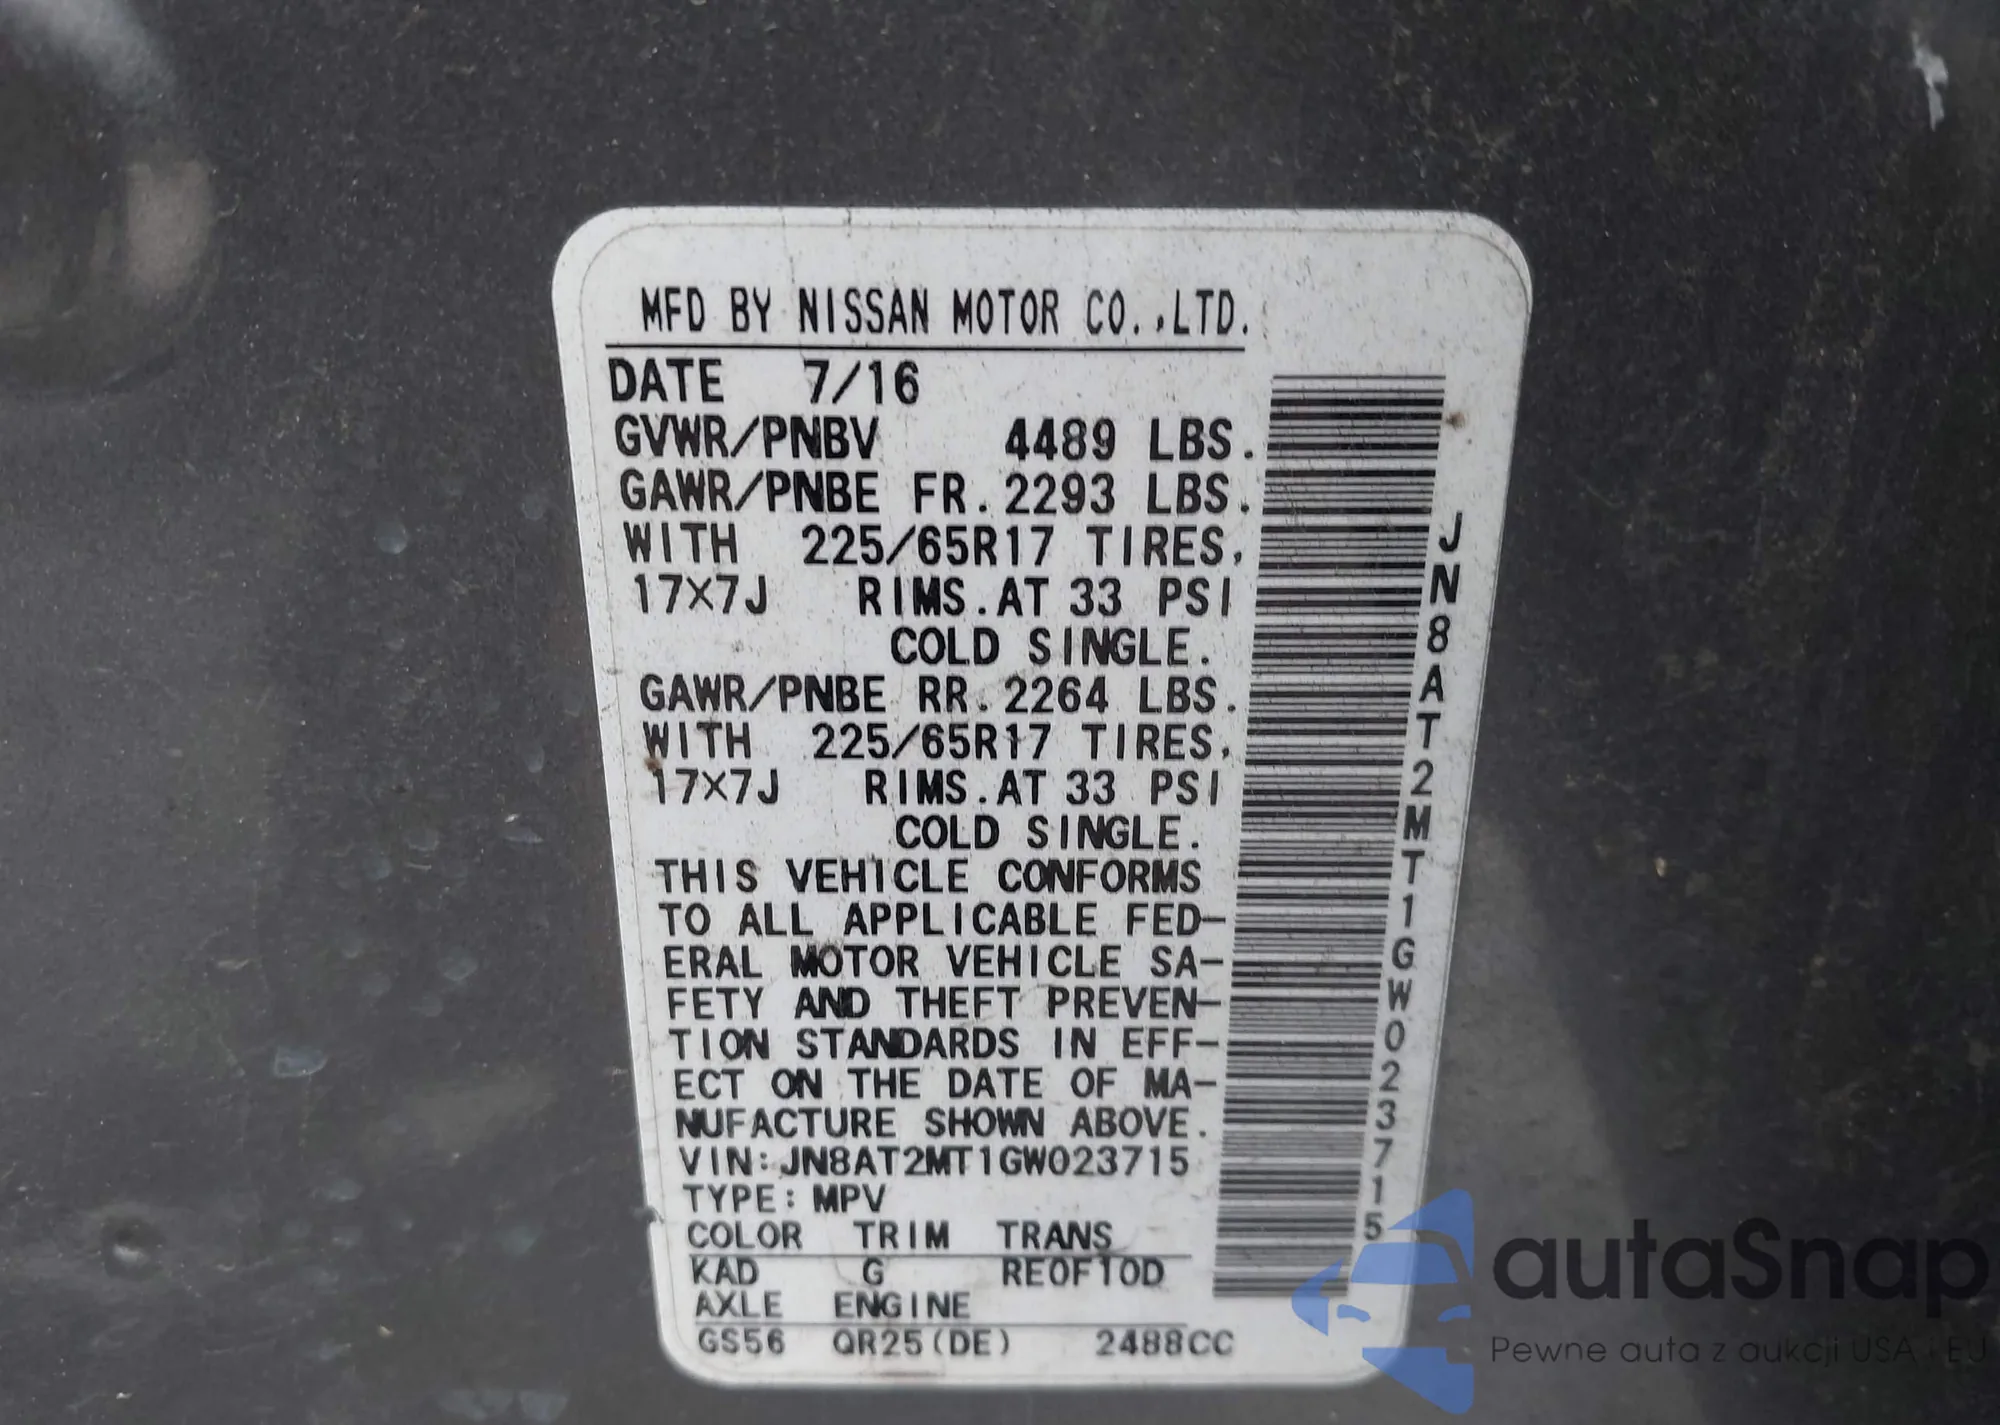 MFD BY NISSAN MOTOR CO.,LTD.
DATE 7/16
GVWR/PNBV 4489 LBS.
GAWR/PNBE FR. 2293 LBS.
WITH 225/65R17 TIRES,
17X7J RIMS. AT 33 PSI
COLD SINGLE.
GAWR/PNBE RR. 2264 LBS.
WITH 225/65R17 TIRES,
17X7J RIMS. AT 33 PSI
COLD SINGLE.
THIS VEHICLE CONFORMS
TO ALL APPLICABLE FED-
ERAL MOTOR VEHICLE SA-
FETY AND THEFT PREVEN-
TION STANDARDS IN EFF-
ECT ON THE DATE OF MA-
NUFACTURE SHOWN ABOVE.
VIN: JN8AT2MT1GW023715
TYPE: MPV
COLOR TRIM TRANS
KAD G RE0F10D
AXLE ENGINE
GS56 QR25(DE) 2488CC
JN8AT2MT1GW023715
autaSnap
Pewne auta z aukcji USA i EU